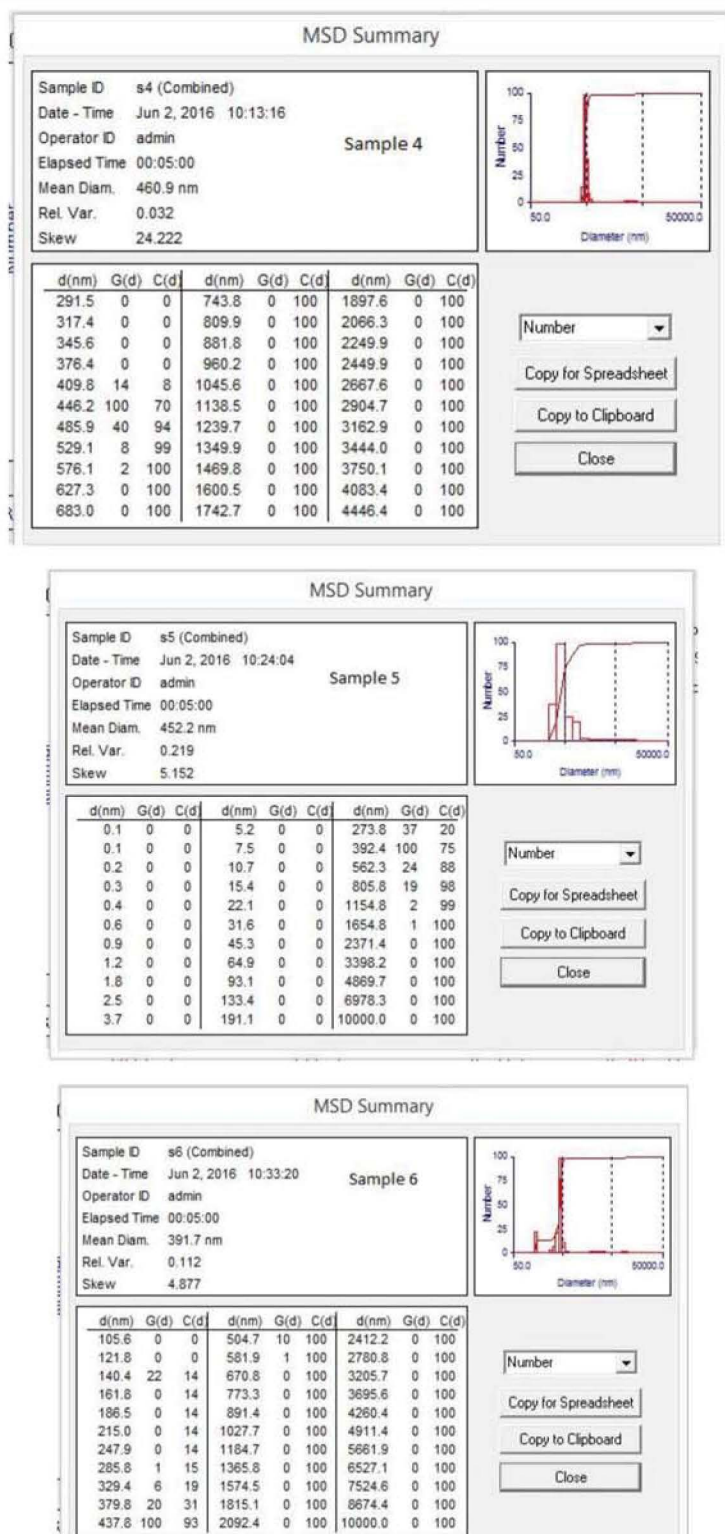 MSD Summary
Sample ID s4 (Combined)
Date - Time Jun 2, 2016 10:13:16
Operator ID admin
Elapsed Time 00:05:00
Mean Diam. 460.9 nm
Rel. Var. 0.032
Skew 24.222
Sample 4
100
75
50
25
0
Number
50.0 50000.0
Diameter (nm)
d(nm) G(d) C(d) d(nm) G(d) C(d) d(nm) G(d) C(d)
291.5 0 0 743.8 0 100 1897.6 0 100
317.4 0 0 809.9 0 100 2066.3 0 100
345.6 0 0 881.8 0 100 2249.9 0 100
376.4 0 0 960.2 0 100 2449.9 0 100
409.8 14 8 1045.6 0 100 2667.6 0 100
446.2 100 70 1138.5 0 100 2904.7 0 100
485.9 40 94 1239.7 0 100 3162.9 0 100
529.1 8 99 1349.9 0 100 3444.0 0 100
576.1 2 100 1469.8 0 100 3750.1 0 100
627.3 0 100 1600.5 0 100 4083.4 0 100
683.0 0 100 1742.7 0 100 4446.4 0 100
Number
Copy for Spreadsheet
Copy to Clipboard
Close
MSD Summary
Sample ID s5 (Combined)
Date - Time Jun 2, 2016 10:24:04
Operator ID admin
Elapsed Time 00:05:00
Mean Diam. 452.2 nm
Rel. Var. 0.219
Skew 5.152
Sample 5
100
75
50
25
0
Number
50.0 50000.0
Diameter (nm)
d(nm) G(d) C(d) d(nm) G(d) C(d) d(nm) G(d) C(d)
0.1 0 0 5.2 0 0 273.8 37 20
0.1 0 0 7.5 0 0 392.4 100 75
0.2 0 0 10.7 0 0 562.3 24 88
0.3 0 0 15.4 0 0 805.8 19 98
0.4 0 0 22.1 0 0 1154.8 2 99
0.6 0 0 31.6 0 0 1654.8 1 100
0.9 0 0 45.3 0 0 2371.4 0 100
1.2 0 0 64.9 0 0 3398.2 0 100
1.8 0 0 93.1 0 0 4869.7 0 100
2.5 0 0 133.4 0 0 6978.3 0 100
3.7 0 0 191.1 0 0 10000.0 0 100
Number
Copy for Spreadsheet
Copy to Clipboard
Close
MSD Summary
Sample ID s6 (Combined)
Date - Time Jun 2, 2016 10:33:20
Operator ID admin
Elapsed Time 00:05:00
Mean Diam. 391.7 nm
Rel. Var. 0.112
Skew 4.877
Sample 6
100
75
50
25
0
Number
50.0 50000.0
Diameter (nm)
d(nm) G(d) C(d) d(nm) G(d) C(d) d(nm) G(d) C(d)
105.6 0 0 504.7 10 100 2412.2 0 100
121.8 0 0 581.9 1 100 2780.8 0 100
140.4 22 14 670.8 0 100 3205.7 0 100
161.8 0 14 773.3 0 100 3695.6 0 100
186.5 0 14 891.4 0 100 4260.4 0 100
215.0 0 14 1027.7 0 100 4911.4 0 100
247.9 0 14 1184.7 0 100 5661.9 0 100
285.8 1 15 1365.8 0 100 6527.1 0 100
329.4 6 19 1574.5 0 100 7524.6 0 100
379.8 20 31 1815.1 0 100 8674.4 0 100
437.8 100 93 2092.4 0 100 10000.0 0 100
Number
Copy for Spreadsheet
Copy to Clipboard
Close